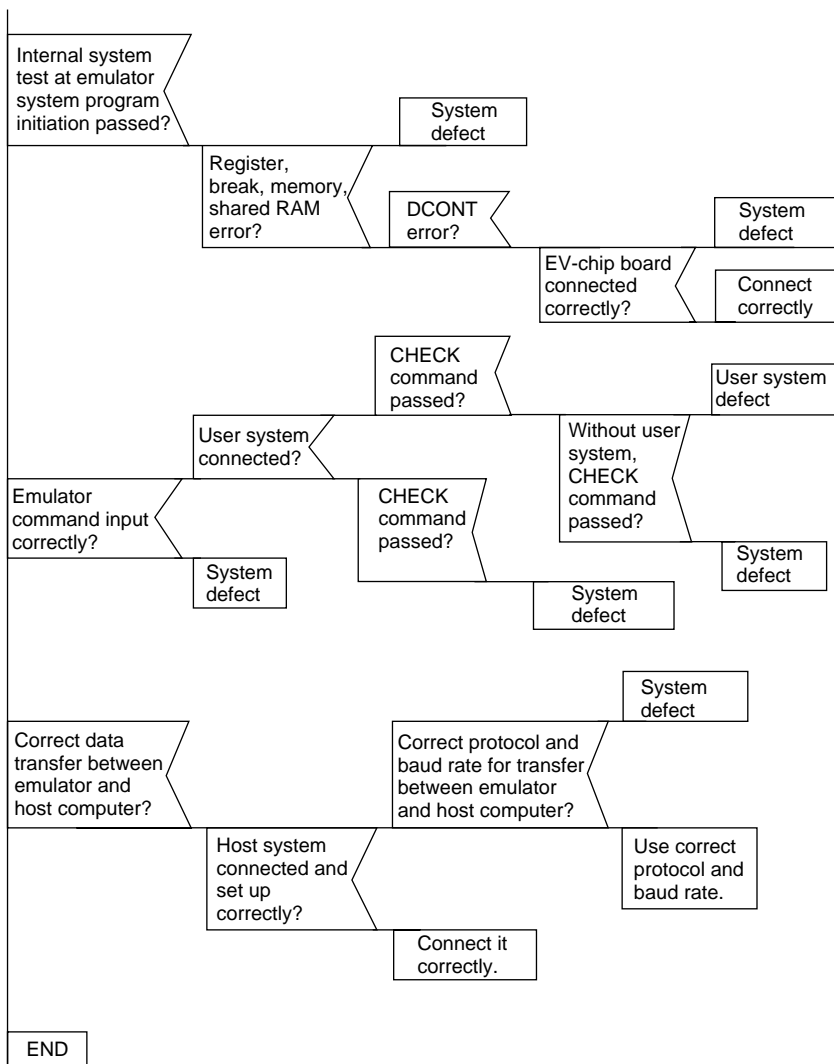 Internal system
test at emulator
system program
initiation passed?
System
defect
Register,
break, memory,
shared RAM
error?
DCONT
error?
System
defect
EV-chip board
connected
correctly?
Connect
correctly
CHECK
command
passed?
User system
defect
User system
connected?
Without user
system,
CHECK
command
passed?
Emulator
command input
correctly?
CHECK
command
passed?
System
defect
System
defect
System
defect
System
defect
Correct data
transfer between
emulator and
host computer?
Correct protocol and
baud rate for transfer
between emulator
and host computer?
Host system
connected and
set up
correctly?
Use correct
protocol and
baud rate.
Connect it
correctly.
END